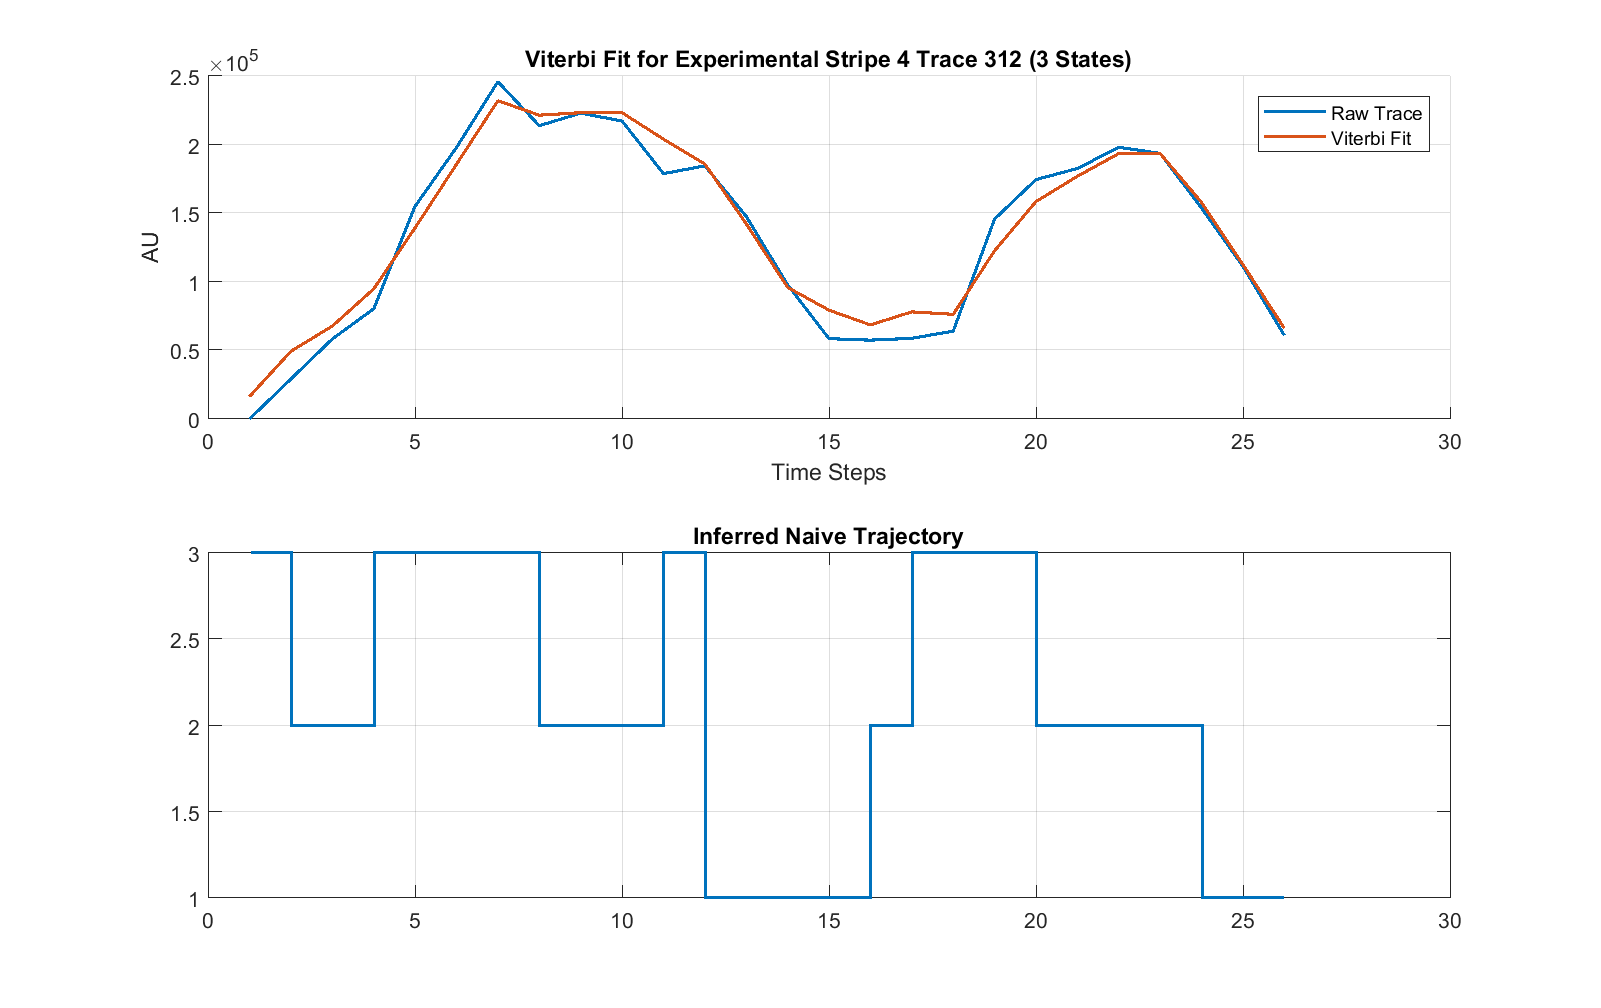 Viterbi Fit for Experimental Stripe 4 Trace 312 (3 States)
×10^5
2.5
2
1.5
1
0.5
0
AU
Raw Trace
Viterbi Fit
0 5 10 15 20 25 30
Time Steps
Inferred Naive Trajectory
3
2.5
2
1.5
1
0 5 10 15 20 25 30